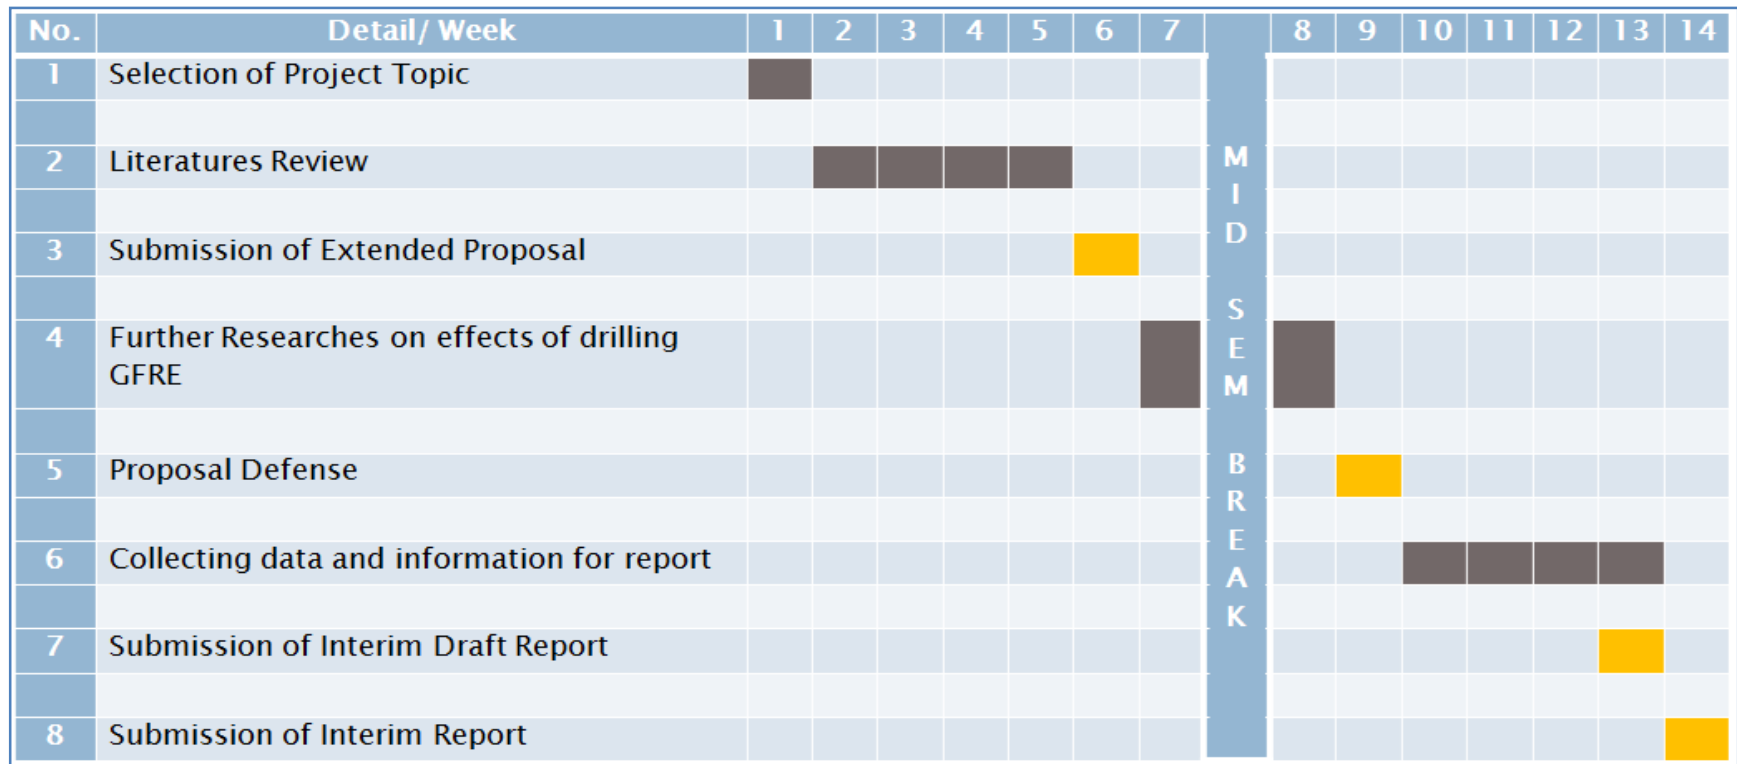 No. Detail/ Week 1 2 3 4 5 6 7 8 9 10 11 12 13 14
1 Selection of Project Topic
2 Literatures Review
3 Submission of Extended Proposal
4 Further Researches on effects of drilling
GFRE
5 Proposal Defense
6 Collecting data and information for report
7 Submission of Interim Draft Report
8 Submission of Interim Report
M
I
D
S
E
M
B
R
E
A
K